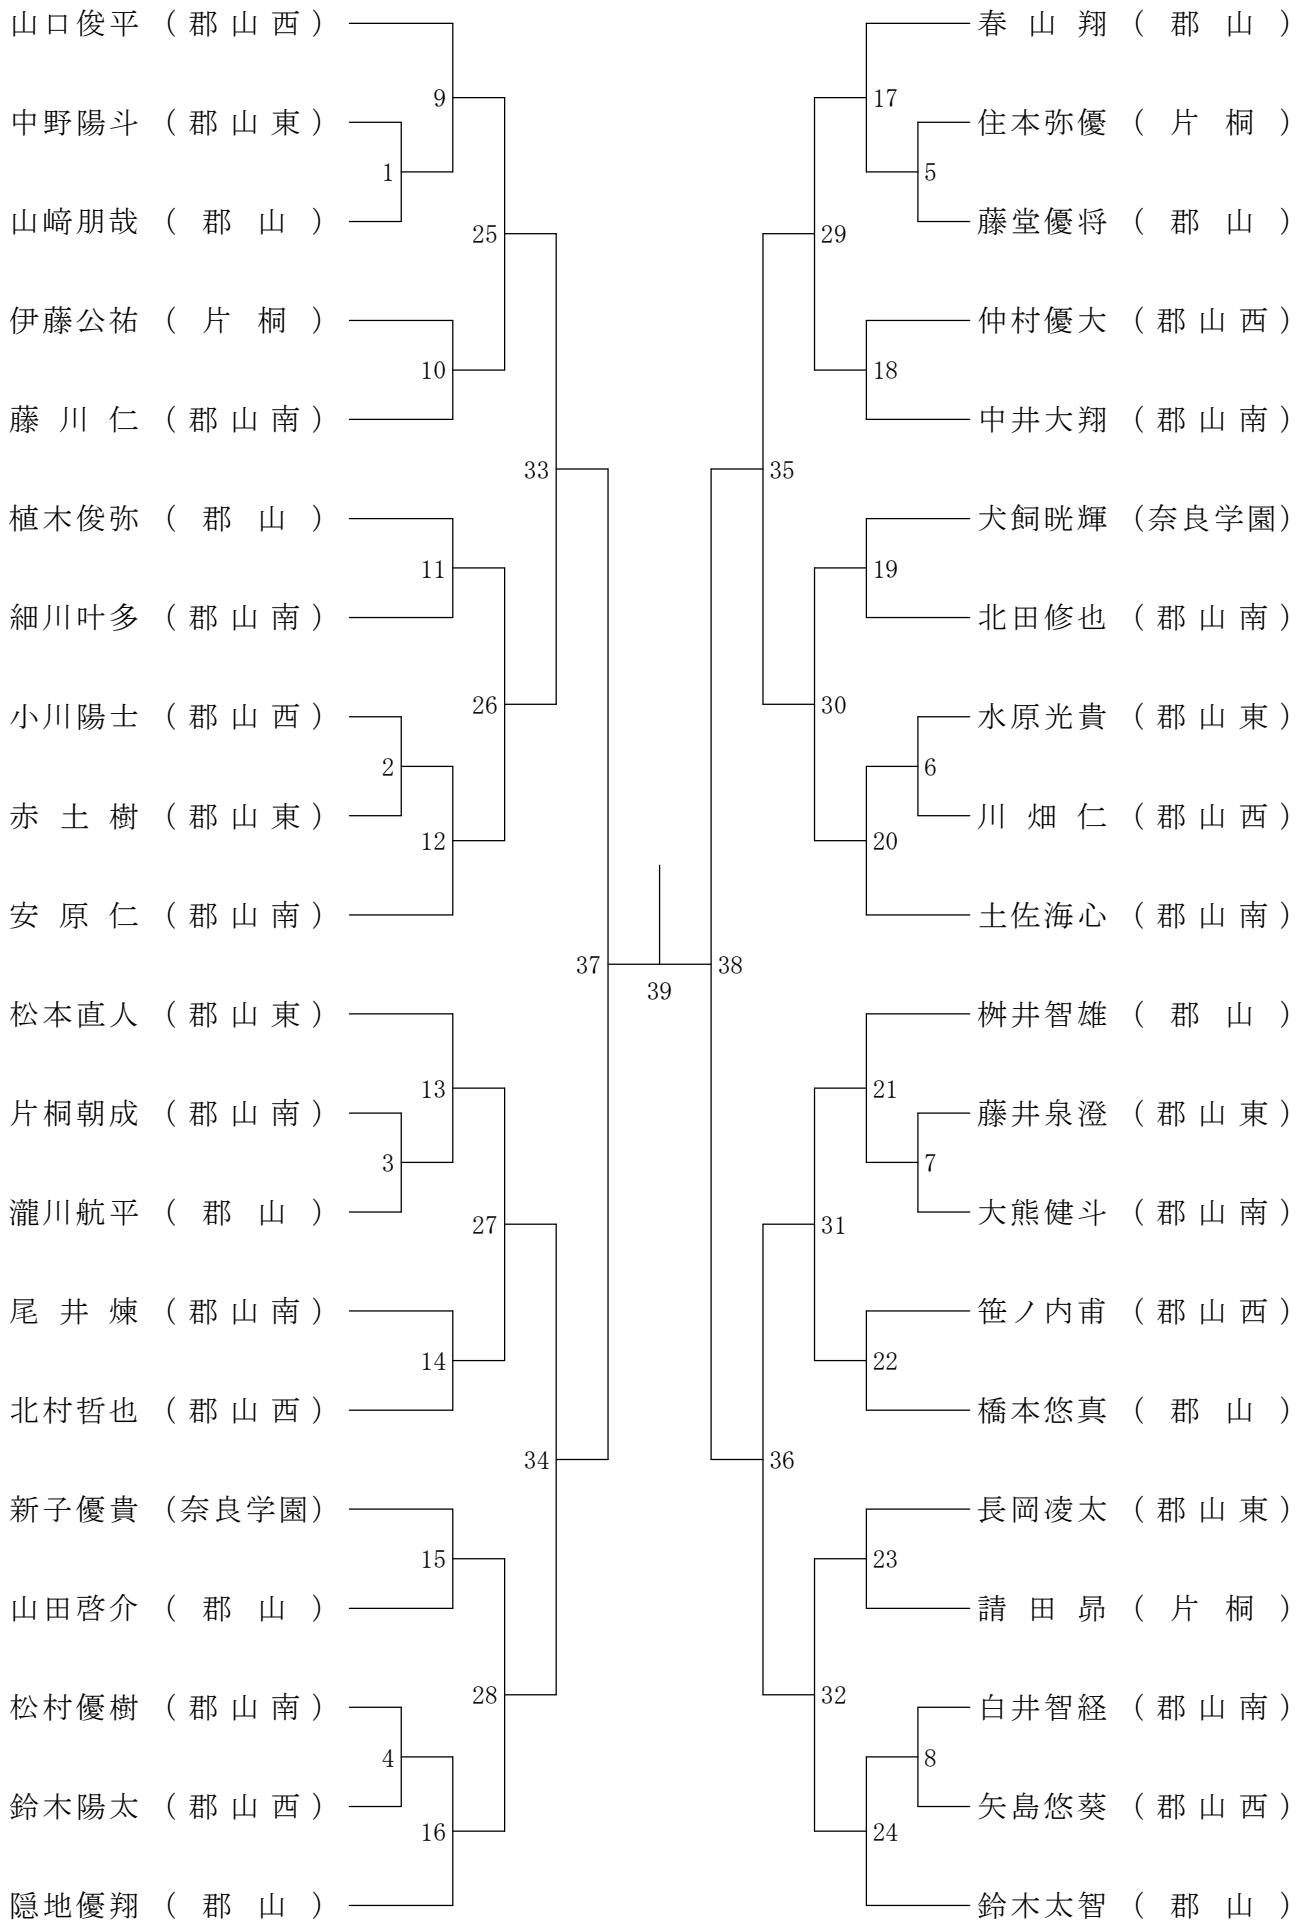 山口俊平 (郡山西)
中野陽斗 (郡山東)
山﨑朋哉 (郡山)
伊藤公祐 (片桐)
藤川仁 (郡山南)
植木俊弥 (郡山)
細川叶多 (郡山南)
小川陽士 (郡山西)
赤土樹 (郡山東)
安原仁 (郡山南)
松本直人 (郡山東)
片桐朝成 (郡山南)
瀧川航平 (郡山)
尾井煉 (郡山南)
北村哲也 (郡山西)
新子優貴 (奈良学園)
山田啓介 (郡山)
松村優樹 (郡山南)
鈴木陽太 (郡山西)
隠地優翔 (郡山)
1
2
3
4
9
10
11
12
13
14
15
16
25
26
27
28
33
34
37
39
38
35
36
29
30
31
32
17
18
19
20
21
22
23
24
5
6
7
8
春山翔 (郡山)
住本弥優 (片桐)
藤堂優将 (郡山)
仲村優大 (郡山西)
中井大翔 (郡山南)
犬飼晄輝 (奈良学園)
北田修也 (郡山南)
水原光貴 (郡山東)
川畑仁 (郡山西)
土佐海心 (郡山南)
桝井智雄 (郡山)
藤井泉澄 (郡山東)
大熊健斗 (郡山南)
笹ノ内甫 (郡山西)
橋本悠真 (郡山)
長岡凌太 (郡山東)
請田昴 (片桐)
白井智経 (郡山南)
矢島悠葵 (郡山西)
鈴木太智 (郡山)